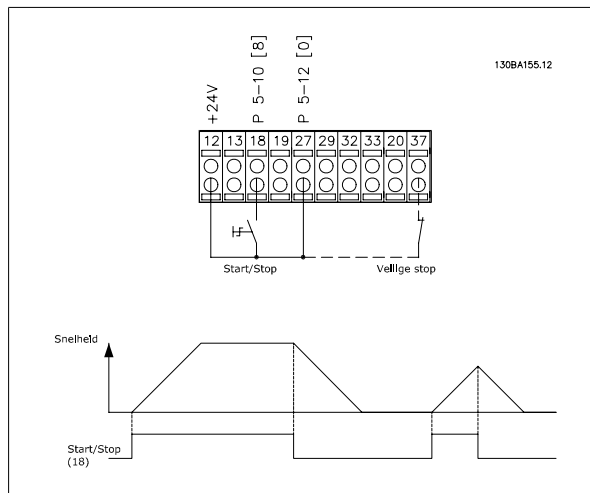 130BA155.12
+24V
P 5-10 [8]
P 5-12 [0]
12 13 18 19 27 29 32 33 20 37
Start/Stop
Veilige stop
Snelheid
Start/Stop
(18)